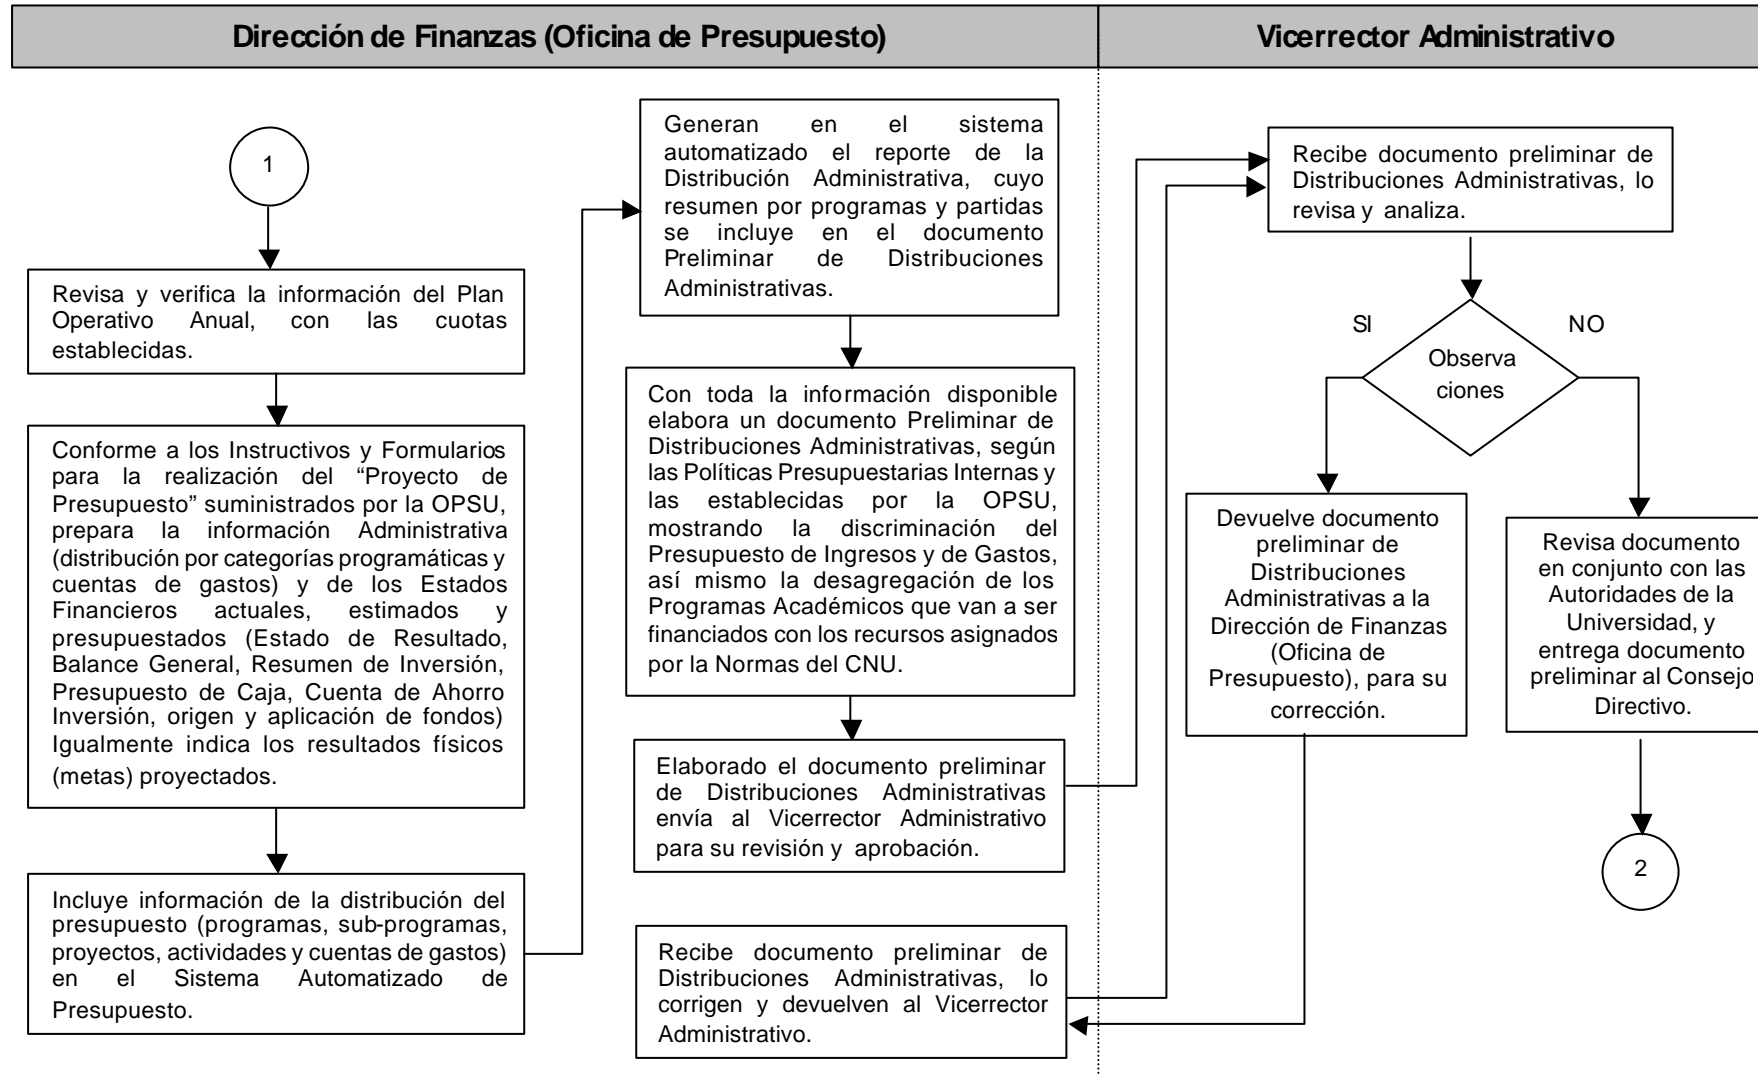 Dirección de Finanzas (Oficina de Presupuesto)
Vicerrector Administrativo
1
Revisa y verifica la información del Plan
Operativo Anual, con las cuotas
establecidas.
Conforme a los Instructivos y Formularios
para la realización del “Proyecto de
Presupuesto” suministrados por la OPSU,
prepara la información Administrativa
(distribución por categorías programáticas y
cuentas de gastos) y de los Estados
Financieros actuales, estimados y
presupuestados (Estado de Resultado,
Balance General, Resumen de Inversión,
Presupuesto de Caja, Cuenta de Ahorro
Inversión, origen y aplicación de fondos)
Igualmente indica los resultados físicos
(metas) proyectados.
Incluye información de la distribución del
presupuesto (programas, sub-programas,
proyectos, actividades y cuentas de gastos)
en el Sistema Automatizado de
Presupuesto.
Generan en el sistema
automatizado el reporte de la
Distribución Administrativa, cuyo
resumen por programas y partidas
se incluye en el documento
Preliminar de Distribuciones
Administrativas.
Con toda la información disponible
elabora un documento Preliminar de
Distribuciones Administrativas, según
las Políticas Presupuestarias Internas y
las establecidas por la OPSU,
mostrando la discriminación del
Presupuesto de Ingresos y de Gastos,
así mismo la desagregación de los
Programas Académicos que van a ser
financiados con los recursos asignados
por la Normas del CNU.
Elaborado el documento preliminar
de Distribuciones Administrativas
envía al Vicerrector Administrativo
para su revisión y aprobación.
Recibe documento preliminar de
Distribuciones Administrativas, lo
corrigen y devuelven al Vicerrector
Administrativo.
Recibe documento preliminar de
Distribuciones Administrativas, lo
revisa y analiza.
SI
NO
Observa
ciones
Devuelve documento
preliminar de
Distribuciones
Administrativas a la
Dirección de Finanzas
(Oficina de
Presupuesto), para su
corrección.
Revisa documento
en conjunto con las
Autoridades de la
Universidad, y
entrega documento
preliminar al Consejo
Directivo.
2